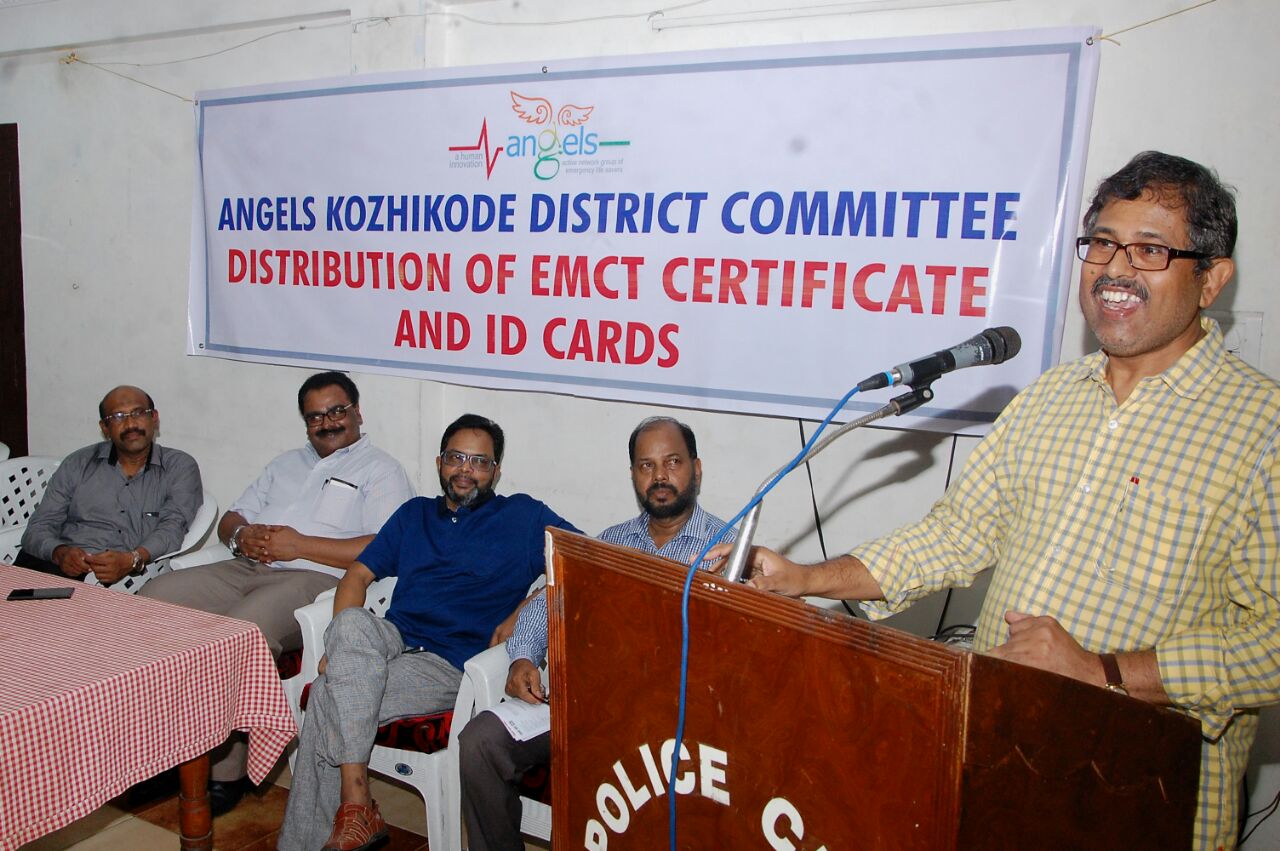 a human
innovation
angels
active network group of
emergency life savers
ANGELS KOZHIKODE DISTRICT COMMITTEE
DISTRIBUTION OF EMCT CERTIFICATE
AND ID CARDS
POLICE